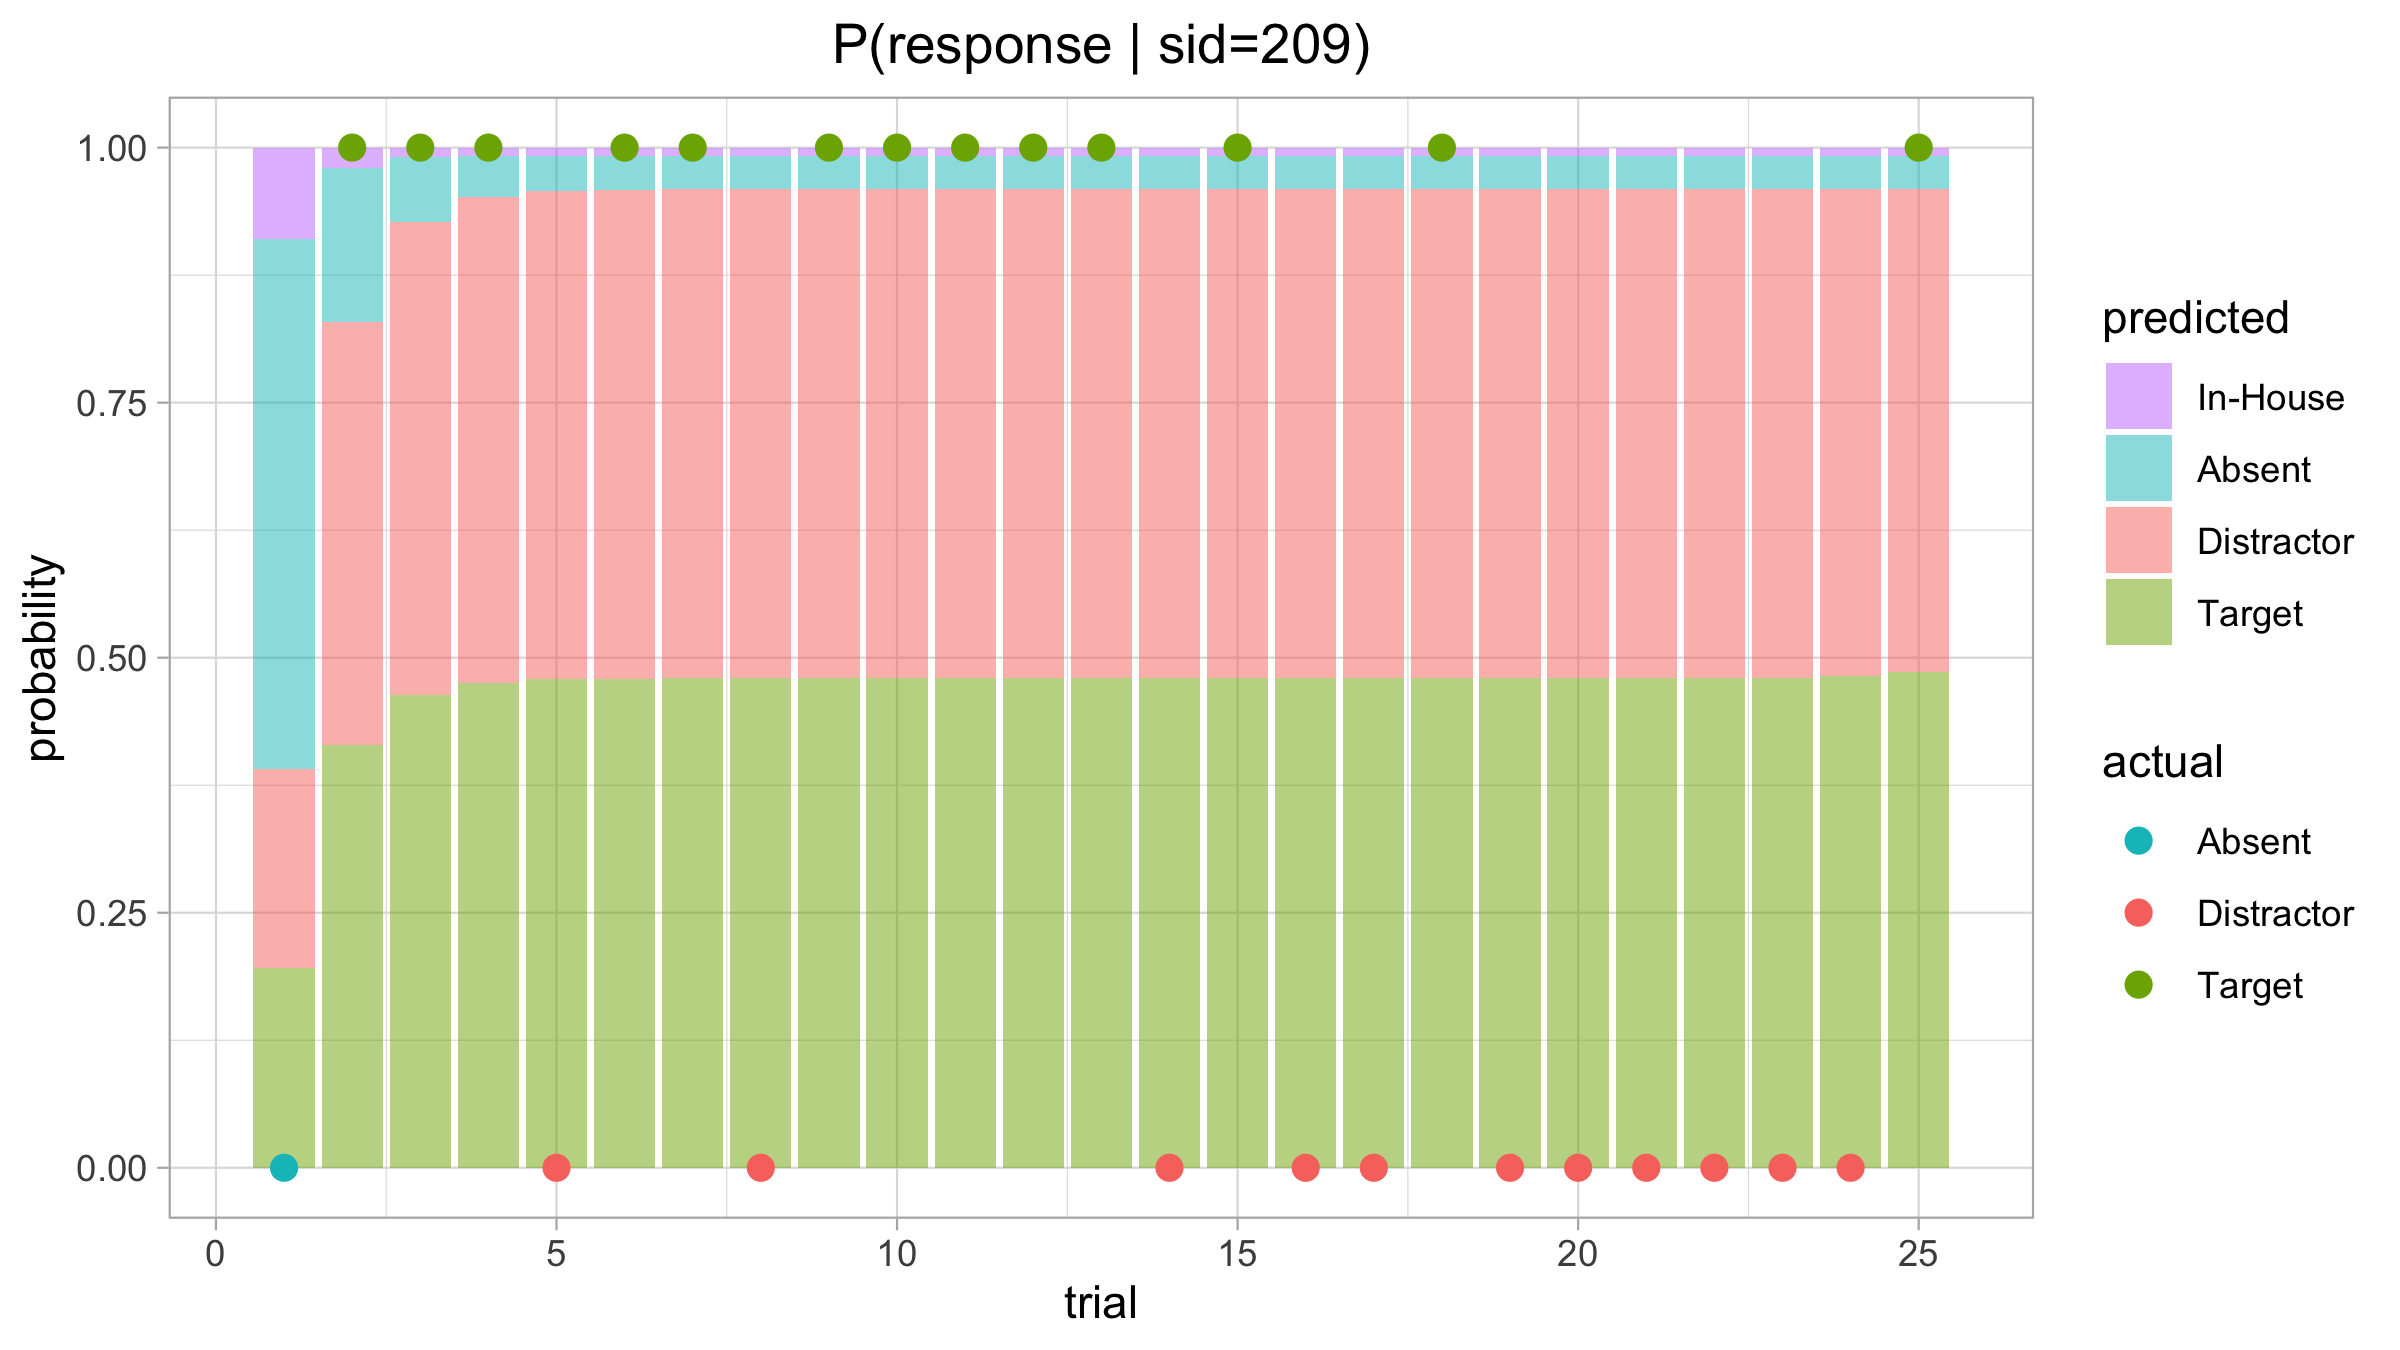 P(response | sid=209)
probability
1.00
0.75
0.50
0.25
0.00
0 5 10 15 20 25
trial
predicted
In-House
Absent
Distractor
Target
actual
Absent
Distractor
Target